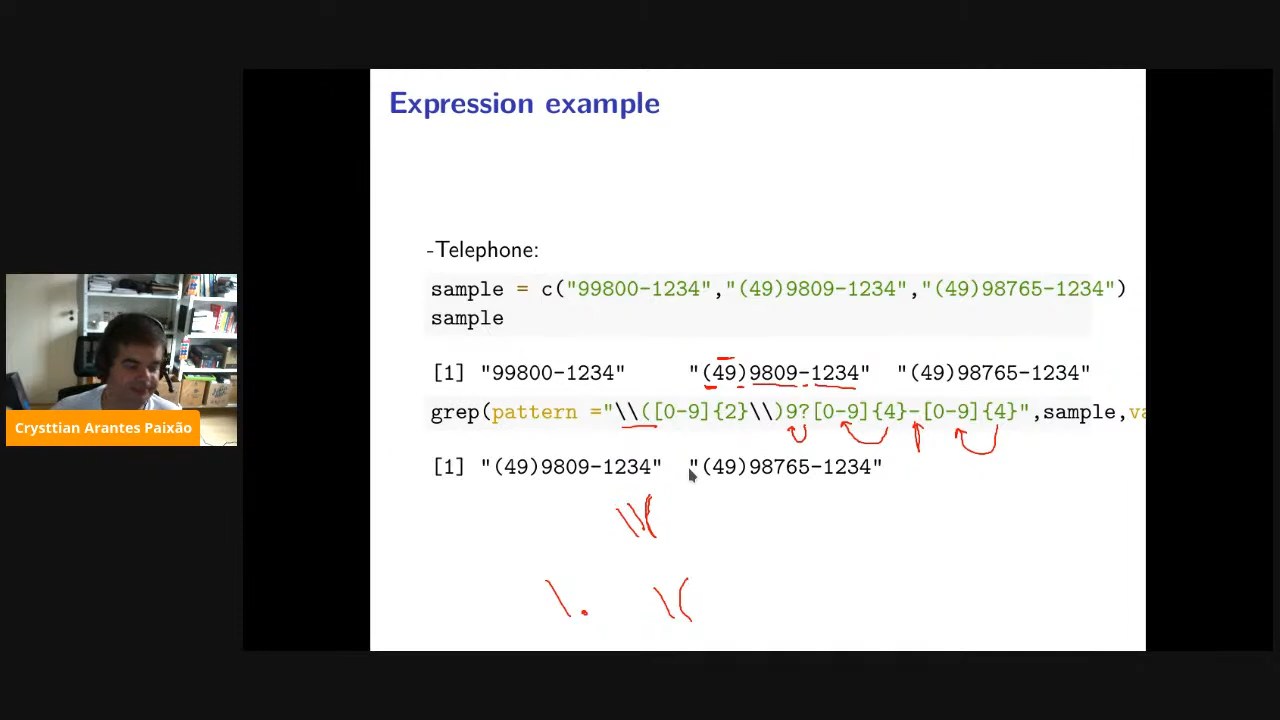 Expression example
-Telephone:
sample = c("99800-1234","(49)9809-1234","(49)98765-1234")
sample
[1] "99800-1234" "(49)9809-1234" "(49)98765-1234"
grep(pattern ="\\([0-9]{2}\\)9?[0-9]{4}-[0-9]{4}",sample,va
[1] "(49)9809-1234" "(49)98765-1234"
\\(
\. \(
Crysttian Arantes Paixão